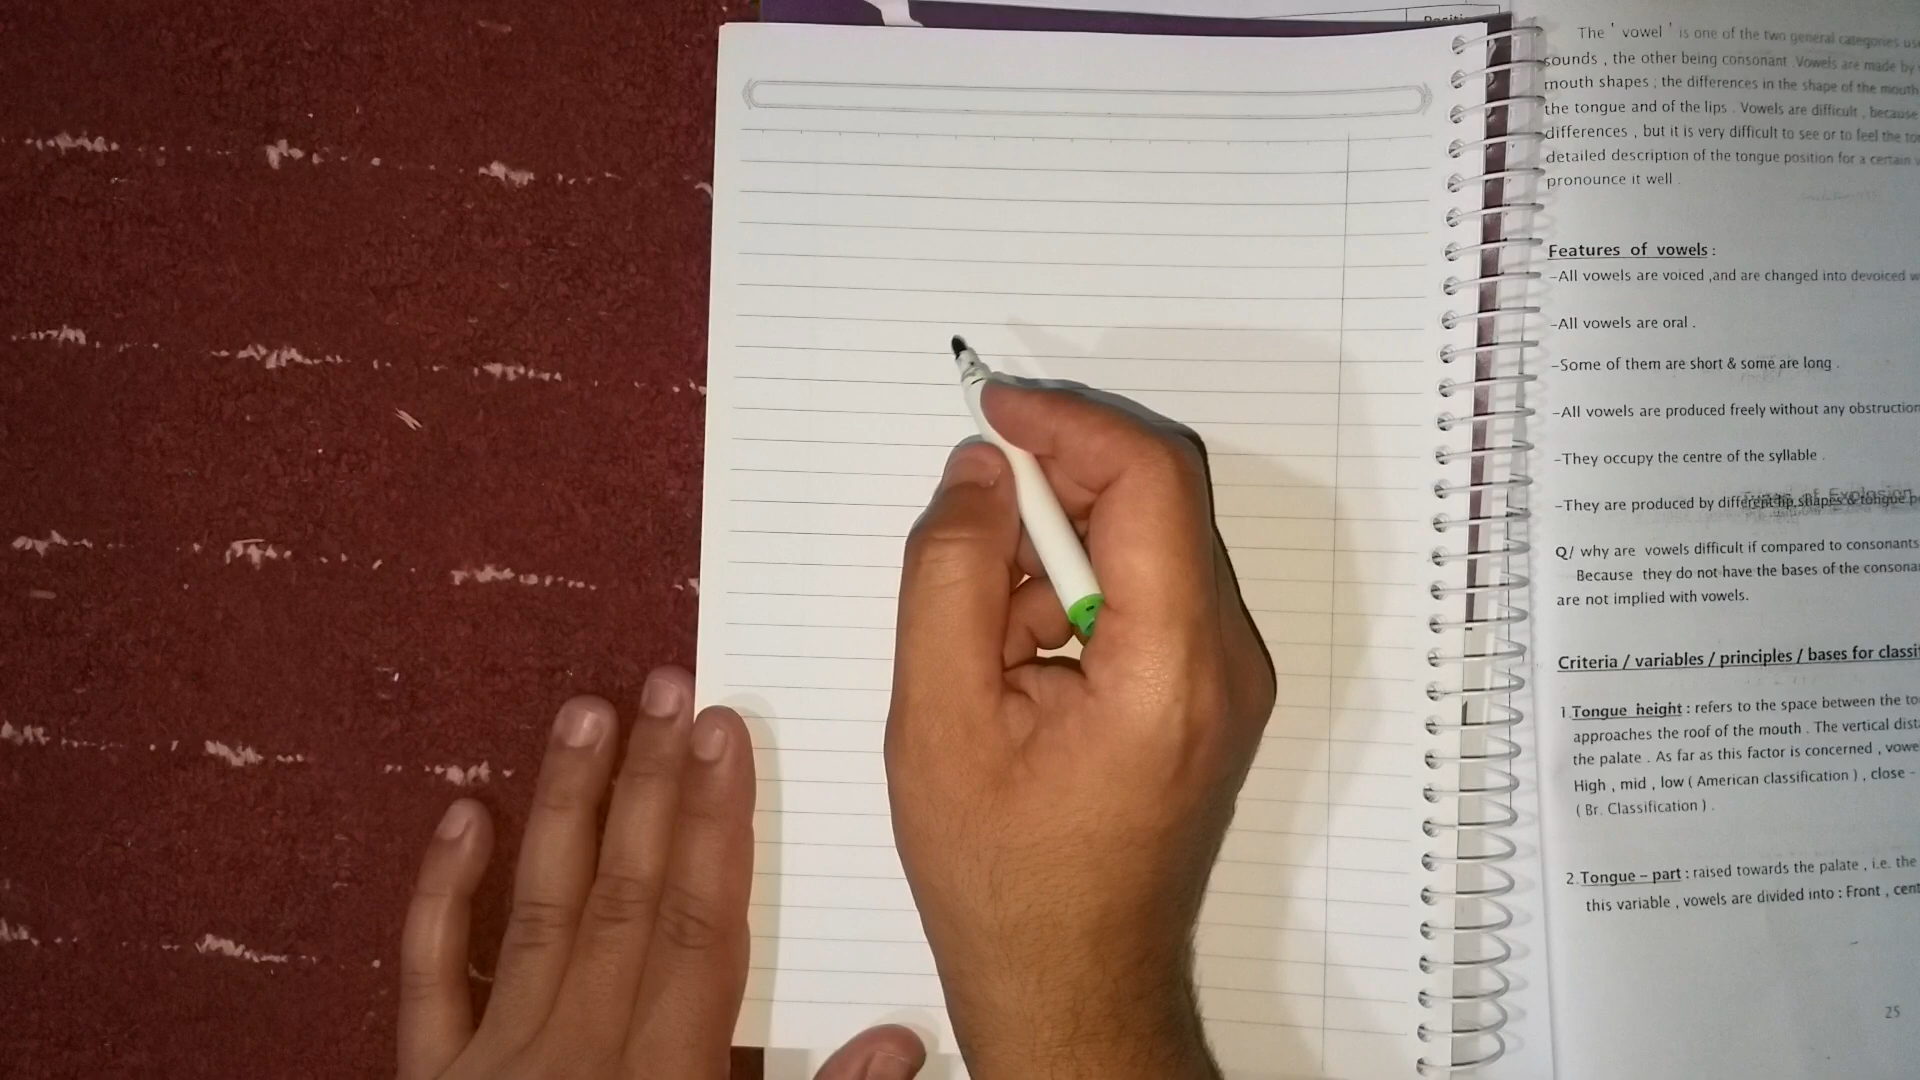 The ' vowel ' is one of the two general categories
sounds , the other being consonant .Vowels are made by
mouth shapes ; the differences in the shape of the mouth
the tongue and of the lips . Vowels are difficult , because
differences , but it is very difficult to see or to feel the
detailed description of the tongue position for a certain
pronounce it well .
Features of vowels :
-All vowels are voiced ,and are changed into devoiced
-All vowels are oral .
-Some of them are short & some are long .
-All vowels are produced freely without any obstruction
-They occupy the centre of the syllable .
-They are produced by different lip shapes & tongue
Q/ why are vowels difficult if compared to consonants
Because they do not have the bases of the
are not implied with vowels.
Criteria / variables / principles / bases for
1.Tongue height : refers to the space between the
approaches the roof of the mouth . The vertical
the palate . As far as this factor is concerned ,
High , mid , low ( American classification ) , close -
( Br. Classification ) .
2.Tongue - part : raised towards the palate , i.e. the
this variable , vowels are divided into : Front ,
25